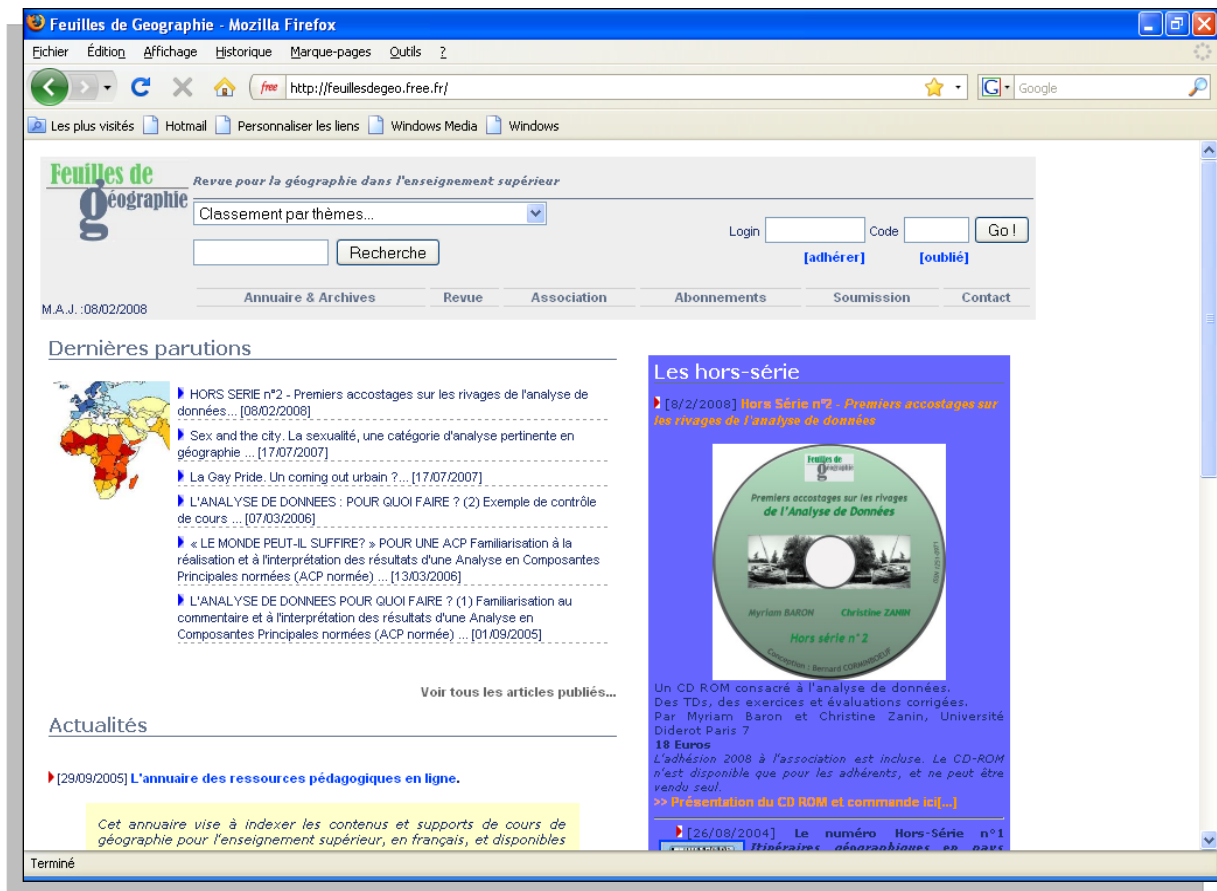 Feuilles de Geographie - Mozilla Firefox
Fichier Édition Affichage Historique Marque-pages Outils ?
free http://feuillesdegeo.free.fr/ G Google
Les plus visités Hotmail Personnaliser les liens Windows Media Windows
Feuilles de géographie
Revue pour la géographie dans l'enseignement supérieur
Classement par thèmes...
Login Code Go !
Recherche
[adhérer] [oublié]
M.A.J. :08/02/2008
Annuaire & Archives Revue Association Abonnements Soumission Contact
Dernières parutions
HORS SERIE n°2 - Premiers accostages sur les rivages de l'analyse de
données... [08/02/2008]
Sex and the city. La sexualité, une catégorie d'analyse pertinente en
géographie ... [17/07/2007]
La Gay Pride. Un coming out urbain ?... [17/07/2007]
L'ANALYSE DE DONNEES : POUR QUOI FAIRE ? (2) Exemple de contrôle
de cours ... [07/03/2006]
« LE MONDE PEUT-IL SUFFIRE? » POUR UNE ACP Familiarisation à la
réalisation et à l'interprétation des résultats d'une Analyse en Composantes
Principales normées (ACP normée) ... [13/03/2006]
L'ANALYSE DE DONNEES POUR QUOI FAIRE ? (1) Familiarisation au
commentaire et à l'interprétation des résultats d'une Analyse en
Composantes Principales normées (ACP normée) ... [01/09/2005]
Voir tous les articles publiés...
Actualités
[29/09/2005] L'annuaire des ressources pédagogiques en ligne.
Cet annuaire vise à indexer les contenus et supports de cours de
géographie pour l'enseignement supérieur, en français, et disponibles
Les hors-série
[8/2/2008] Hors Série n°2 - Premiers accostages sur
les rivages de l'analyse de données
Feuilles de géographie
Premiers accostages sur les rivages
de l'Analyse de Données
Myriam BARON Christine ZANIN
Hors série n° 2
Conception : Bernard CORMINBOEUF
Un CD ROM consacré à l'analyse de données.
Des TDs, des exercices et évaluations corrigées.
Par Myriam Baron et Christine Zanin, Université
Diderot Paris 7
18 Euros
L'adhésion 2008 à l'association est incluse. Le CD-ROM
n'est disponible que pour les adhérents, et ne peut être
vendu seul.
>> Présentation du CD ROM et commande ici[...]
[26/08/2004] Le numéro Hors-Série n°1
Itinéraires géographiques en pays
Terminé